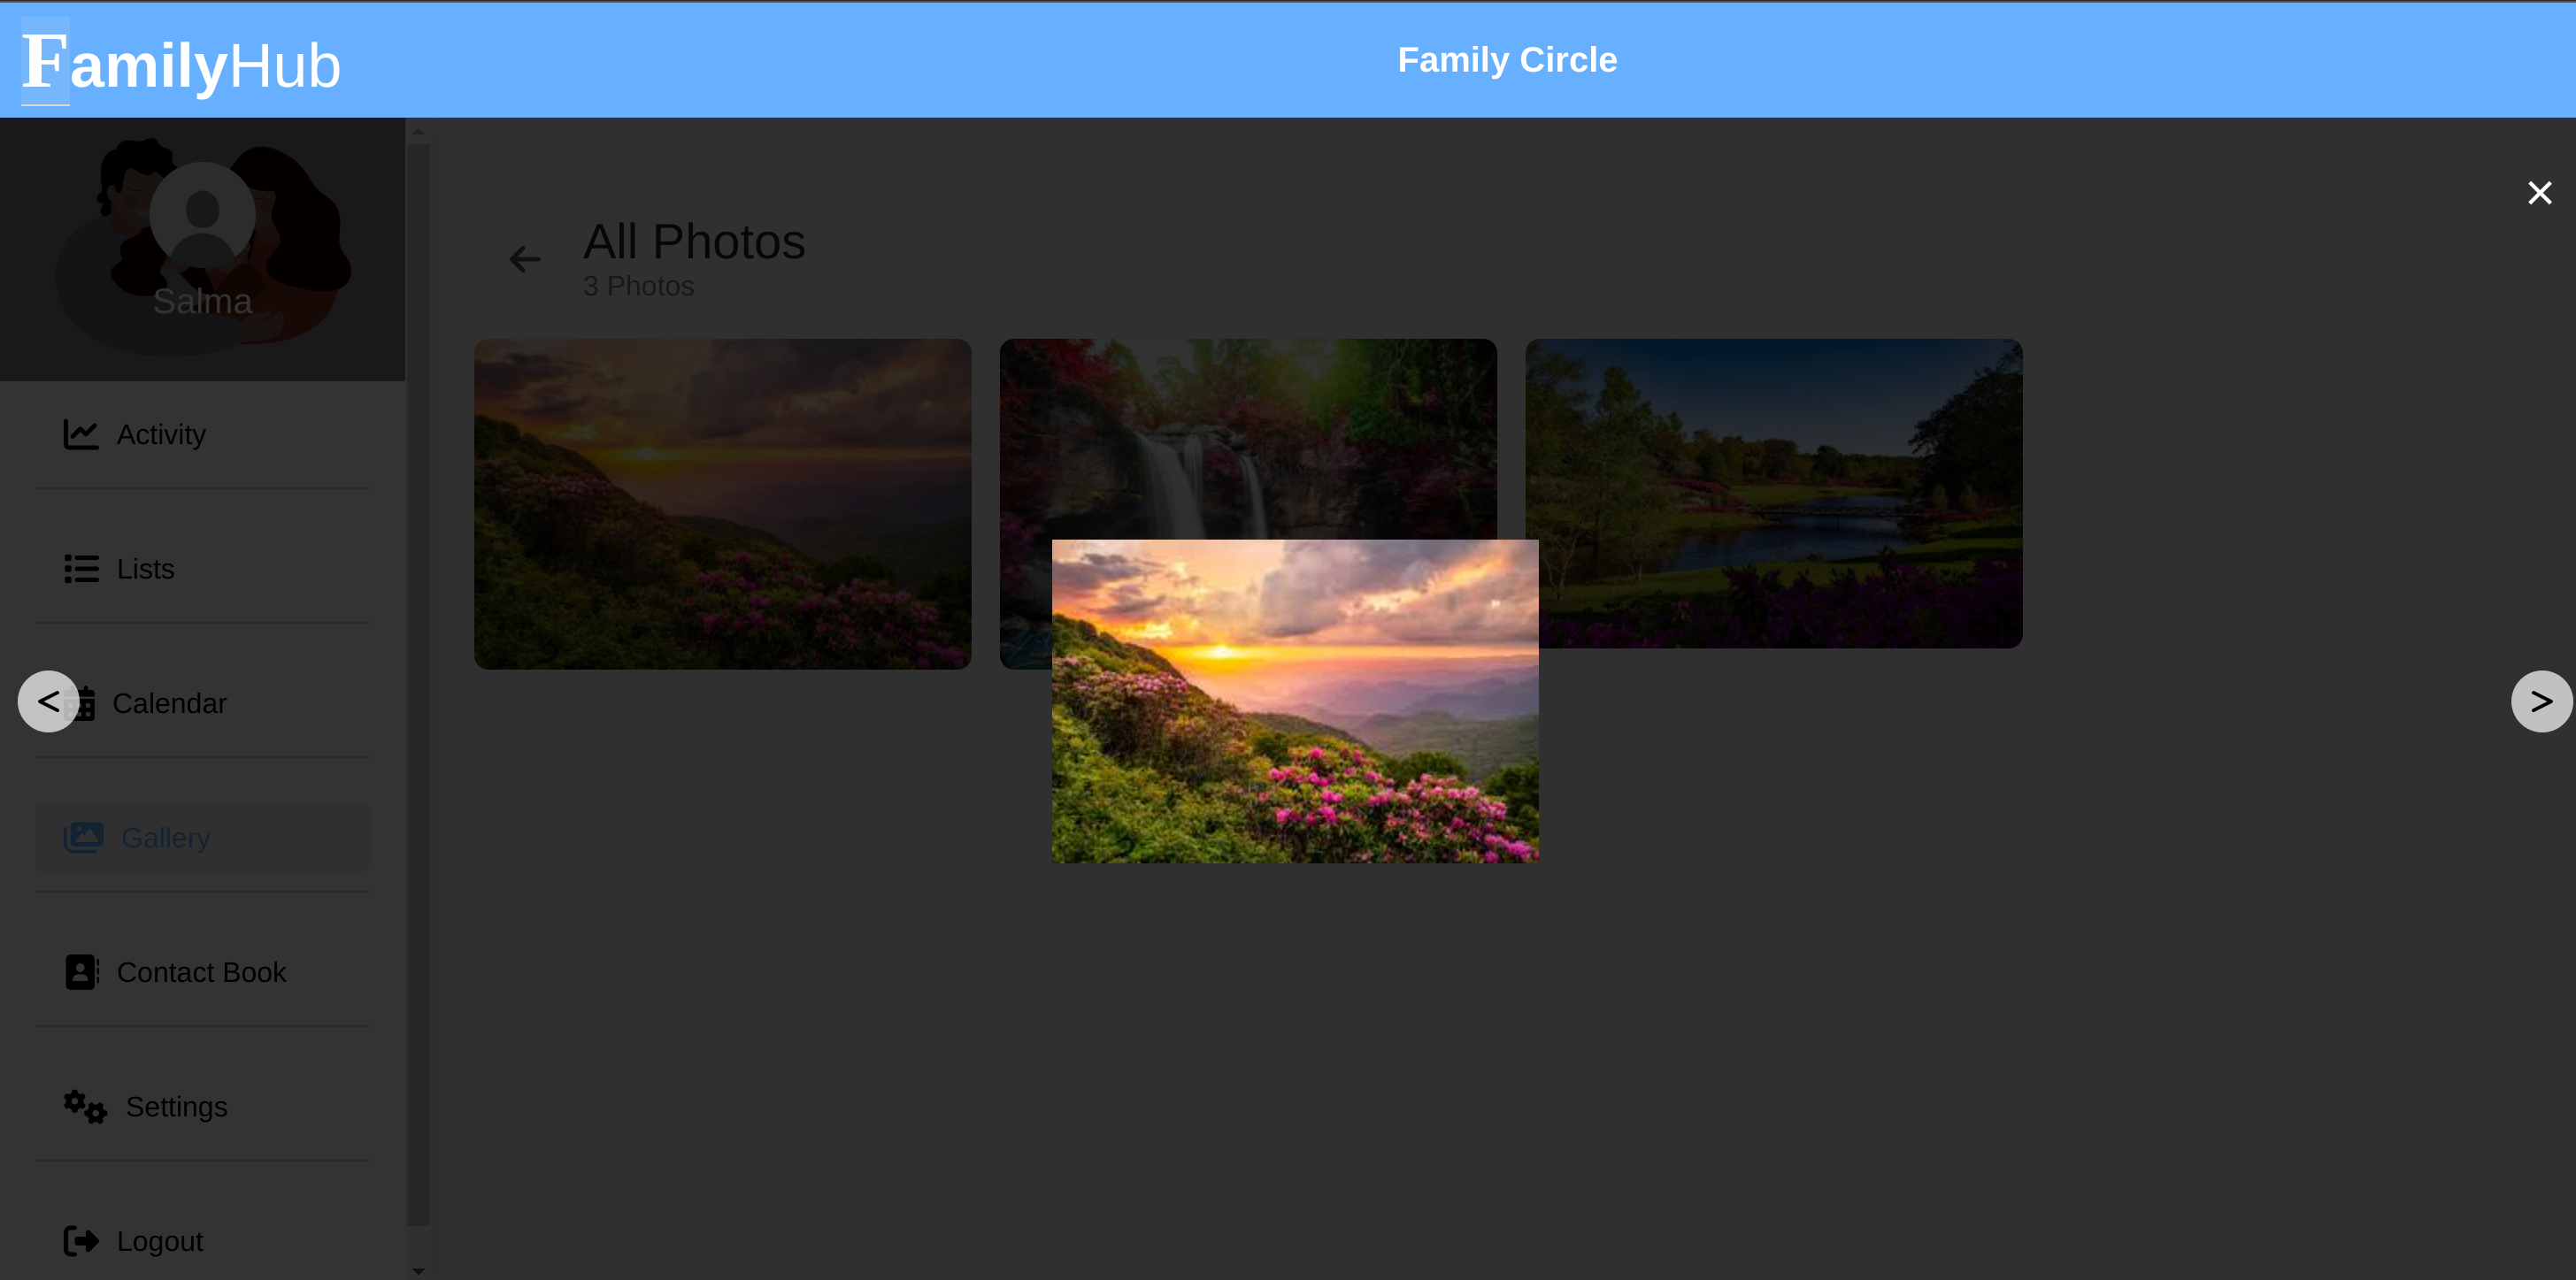 FamilyHub
Family Circle
Salma
Activity
Lists
Calendar
Gallery
Contact Book
Settings
Logout
All Photos
3 Photos
<
>
×